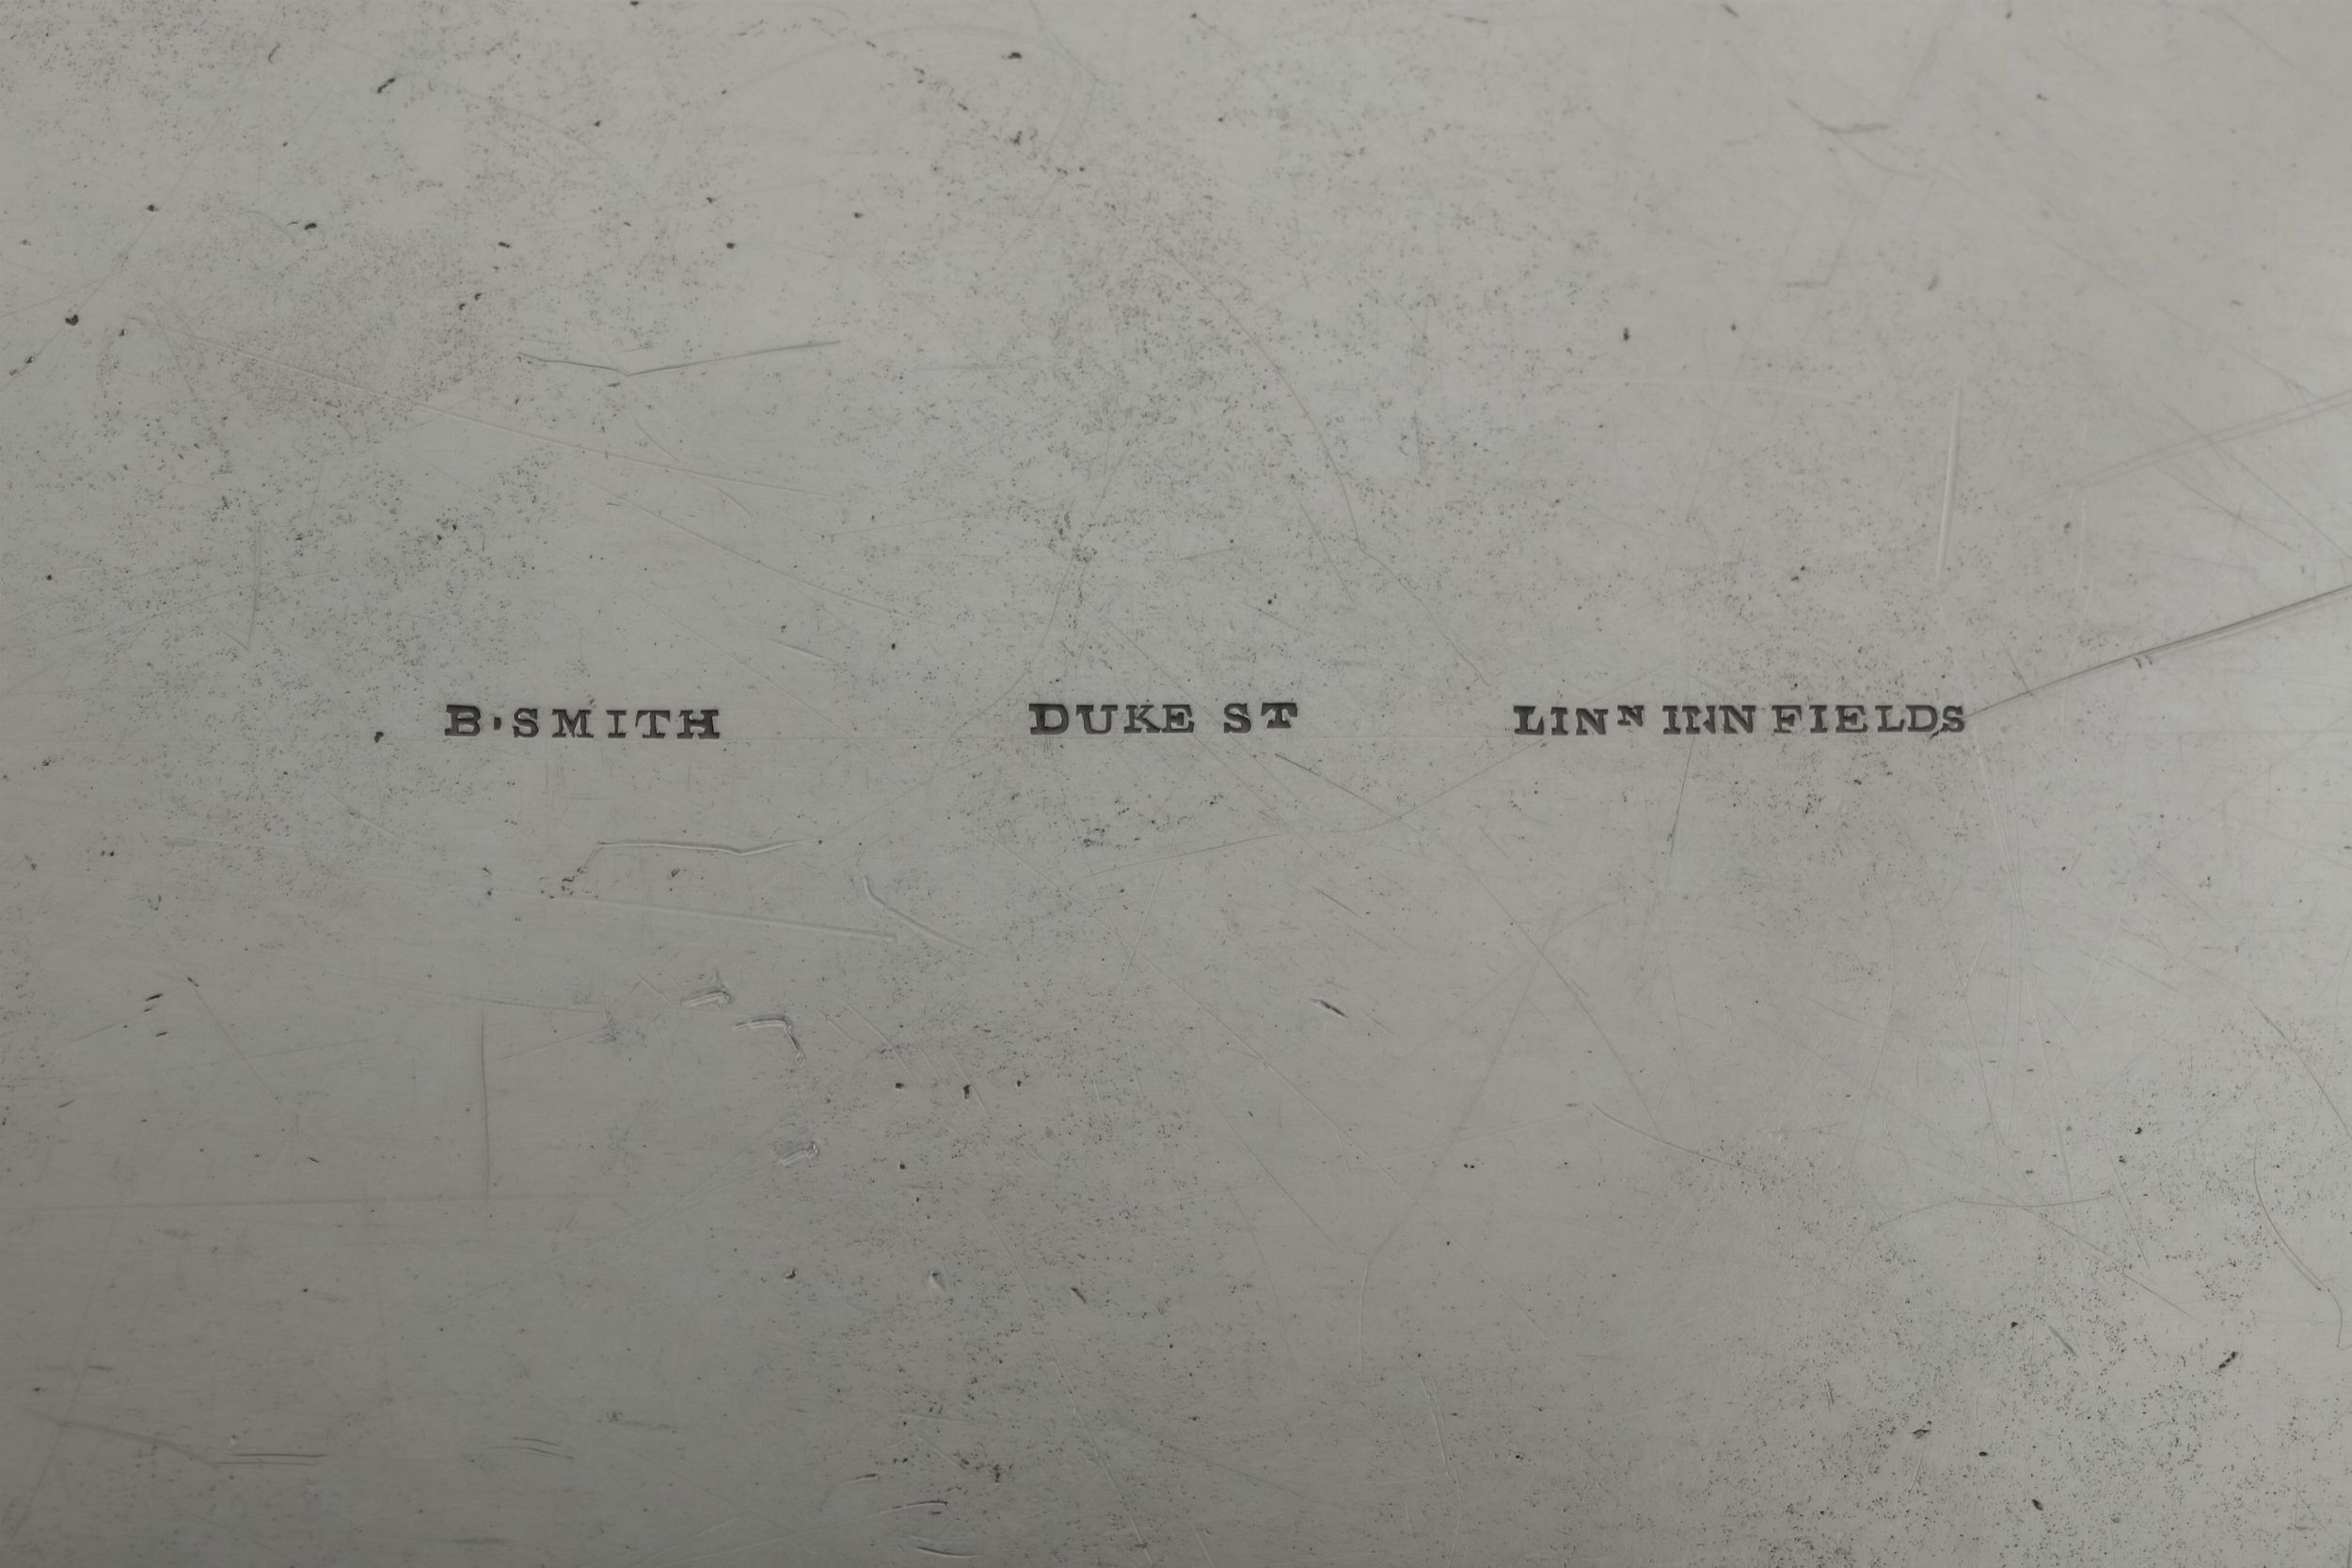 B·SMITH DUKE ST LINᴺ INN FIELDS